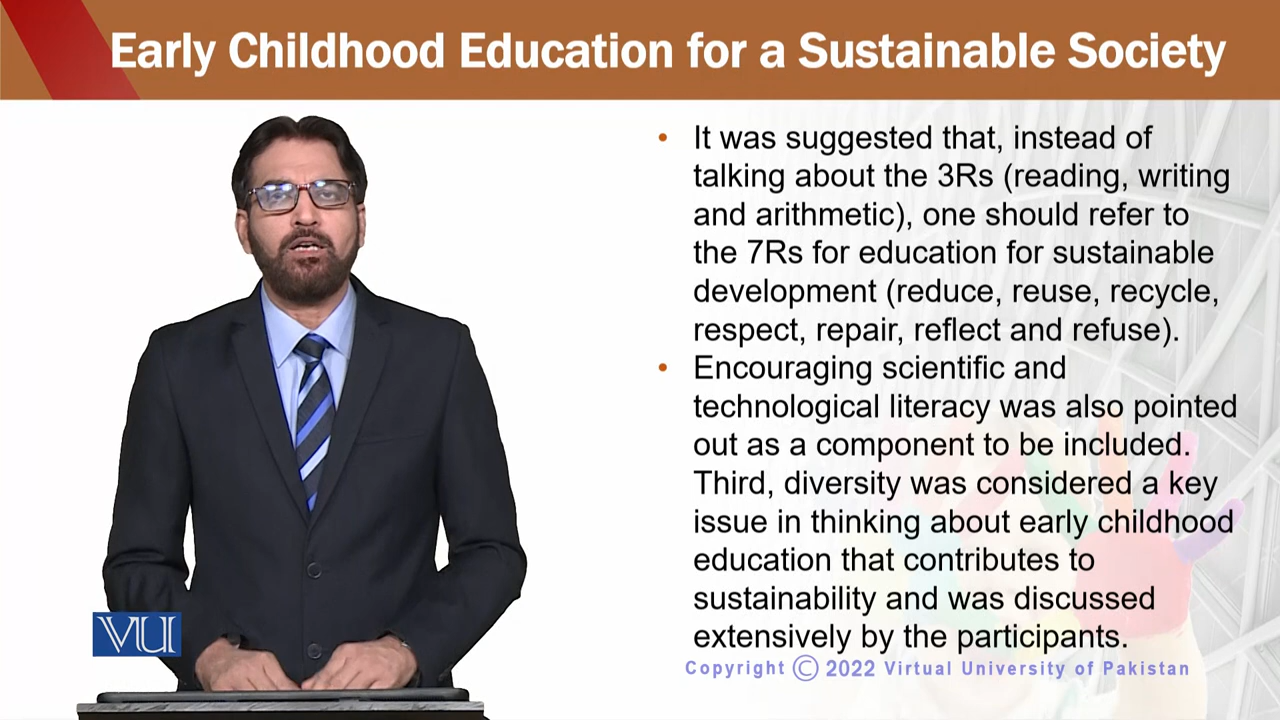 Early Childhood Education for a Sustainable Society
• It was suggested that, instead of
talking about the 3Rs (reading, writing
and arithmetic), one should refer to
the 7Rs for education for sustainable
development (reduce, reuse, recycle,
respect, repair, reflect and refuse).
• Encouraging scientific and
technological literacy was also pointed
out as a component to be included.
Third, diversity was considered a key
issue in thinking about early childhood
education that contributes to
sustainability and was discussed
extensively by the participants.
VU
Copyright © 2022 Virtual University of Pakistan